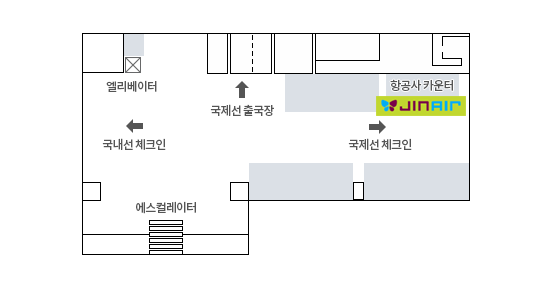 엘리베이터
국제선 출국장
항공사 카운터
JINAIR
국내선 체크인
국제선 체크인
에스컬레이터